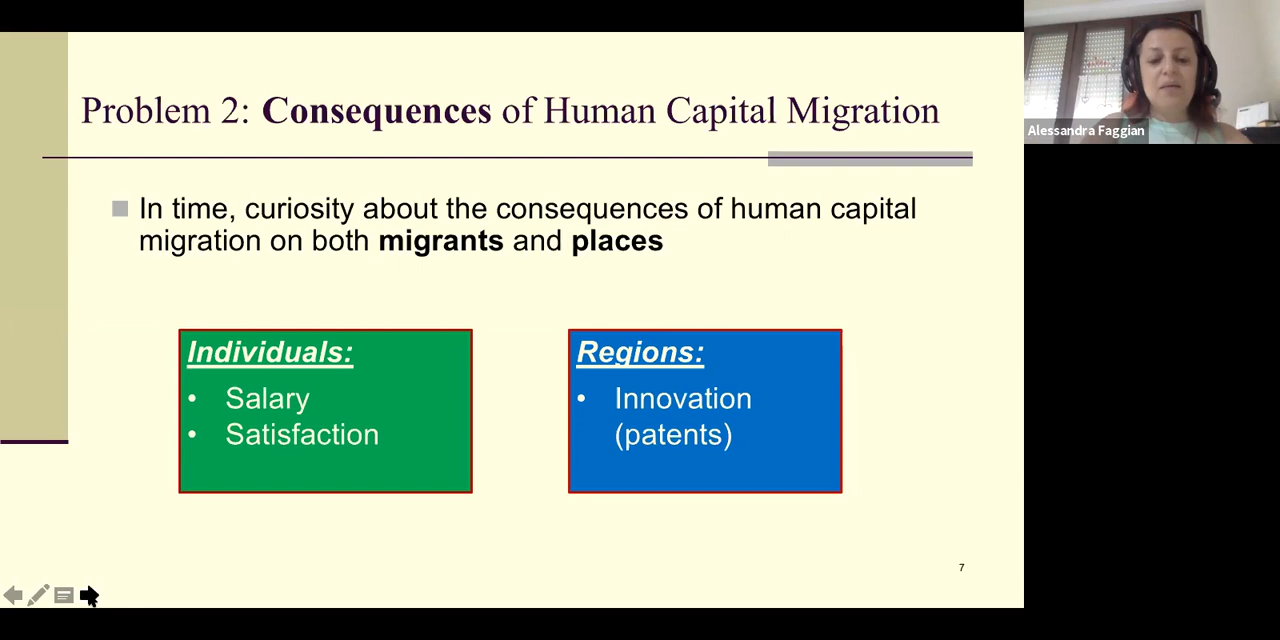 Problem 2: Consequences of Human Capital Migration
In time, curiosity about the consequences of human capital
migration on both migrants and places
Individuals:
• Salary
• Satisfaction
Regions:
• Innovation
(patents)
7
Alessandra Faggian